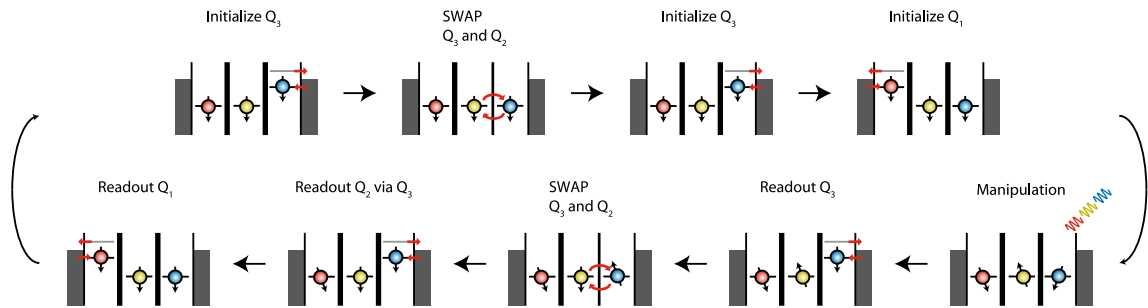 Initialize Q₃
SWAP
Q₃ and Q₂
Initialize Q₃
Initialize Q₁
Readout Q₁
Readout Q₂ via Q₃
SWAP
Q₃ and Q₂
Readout Q₃
Manipulation